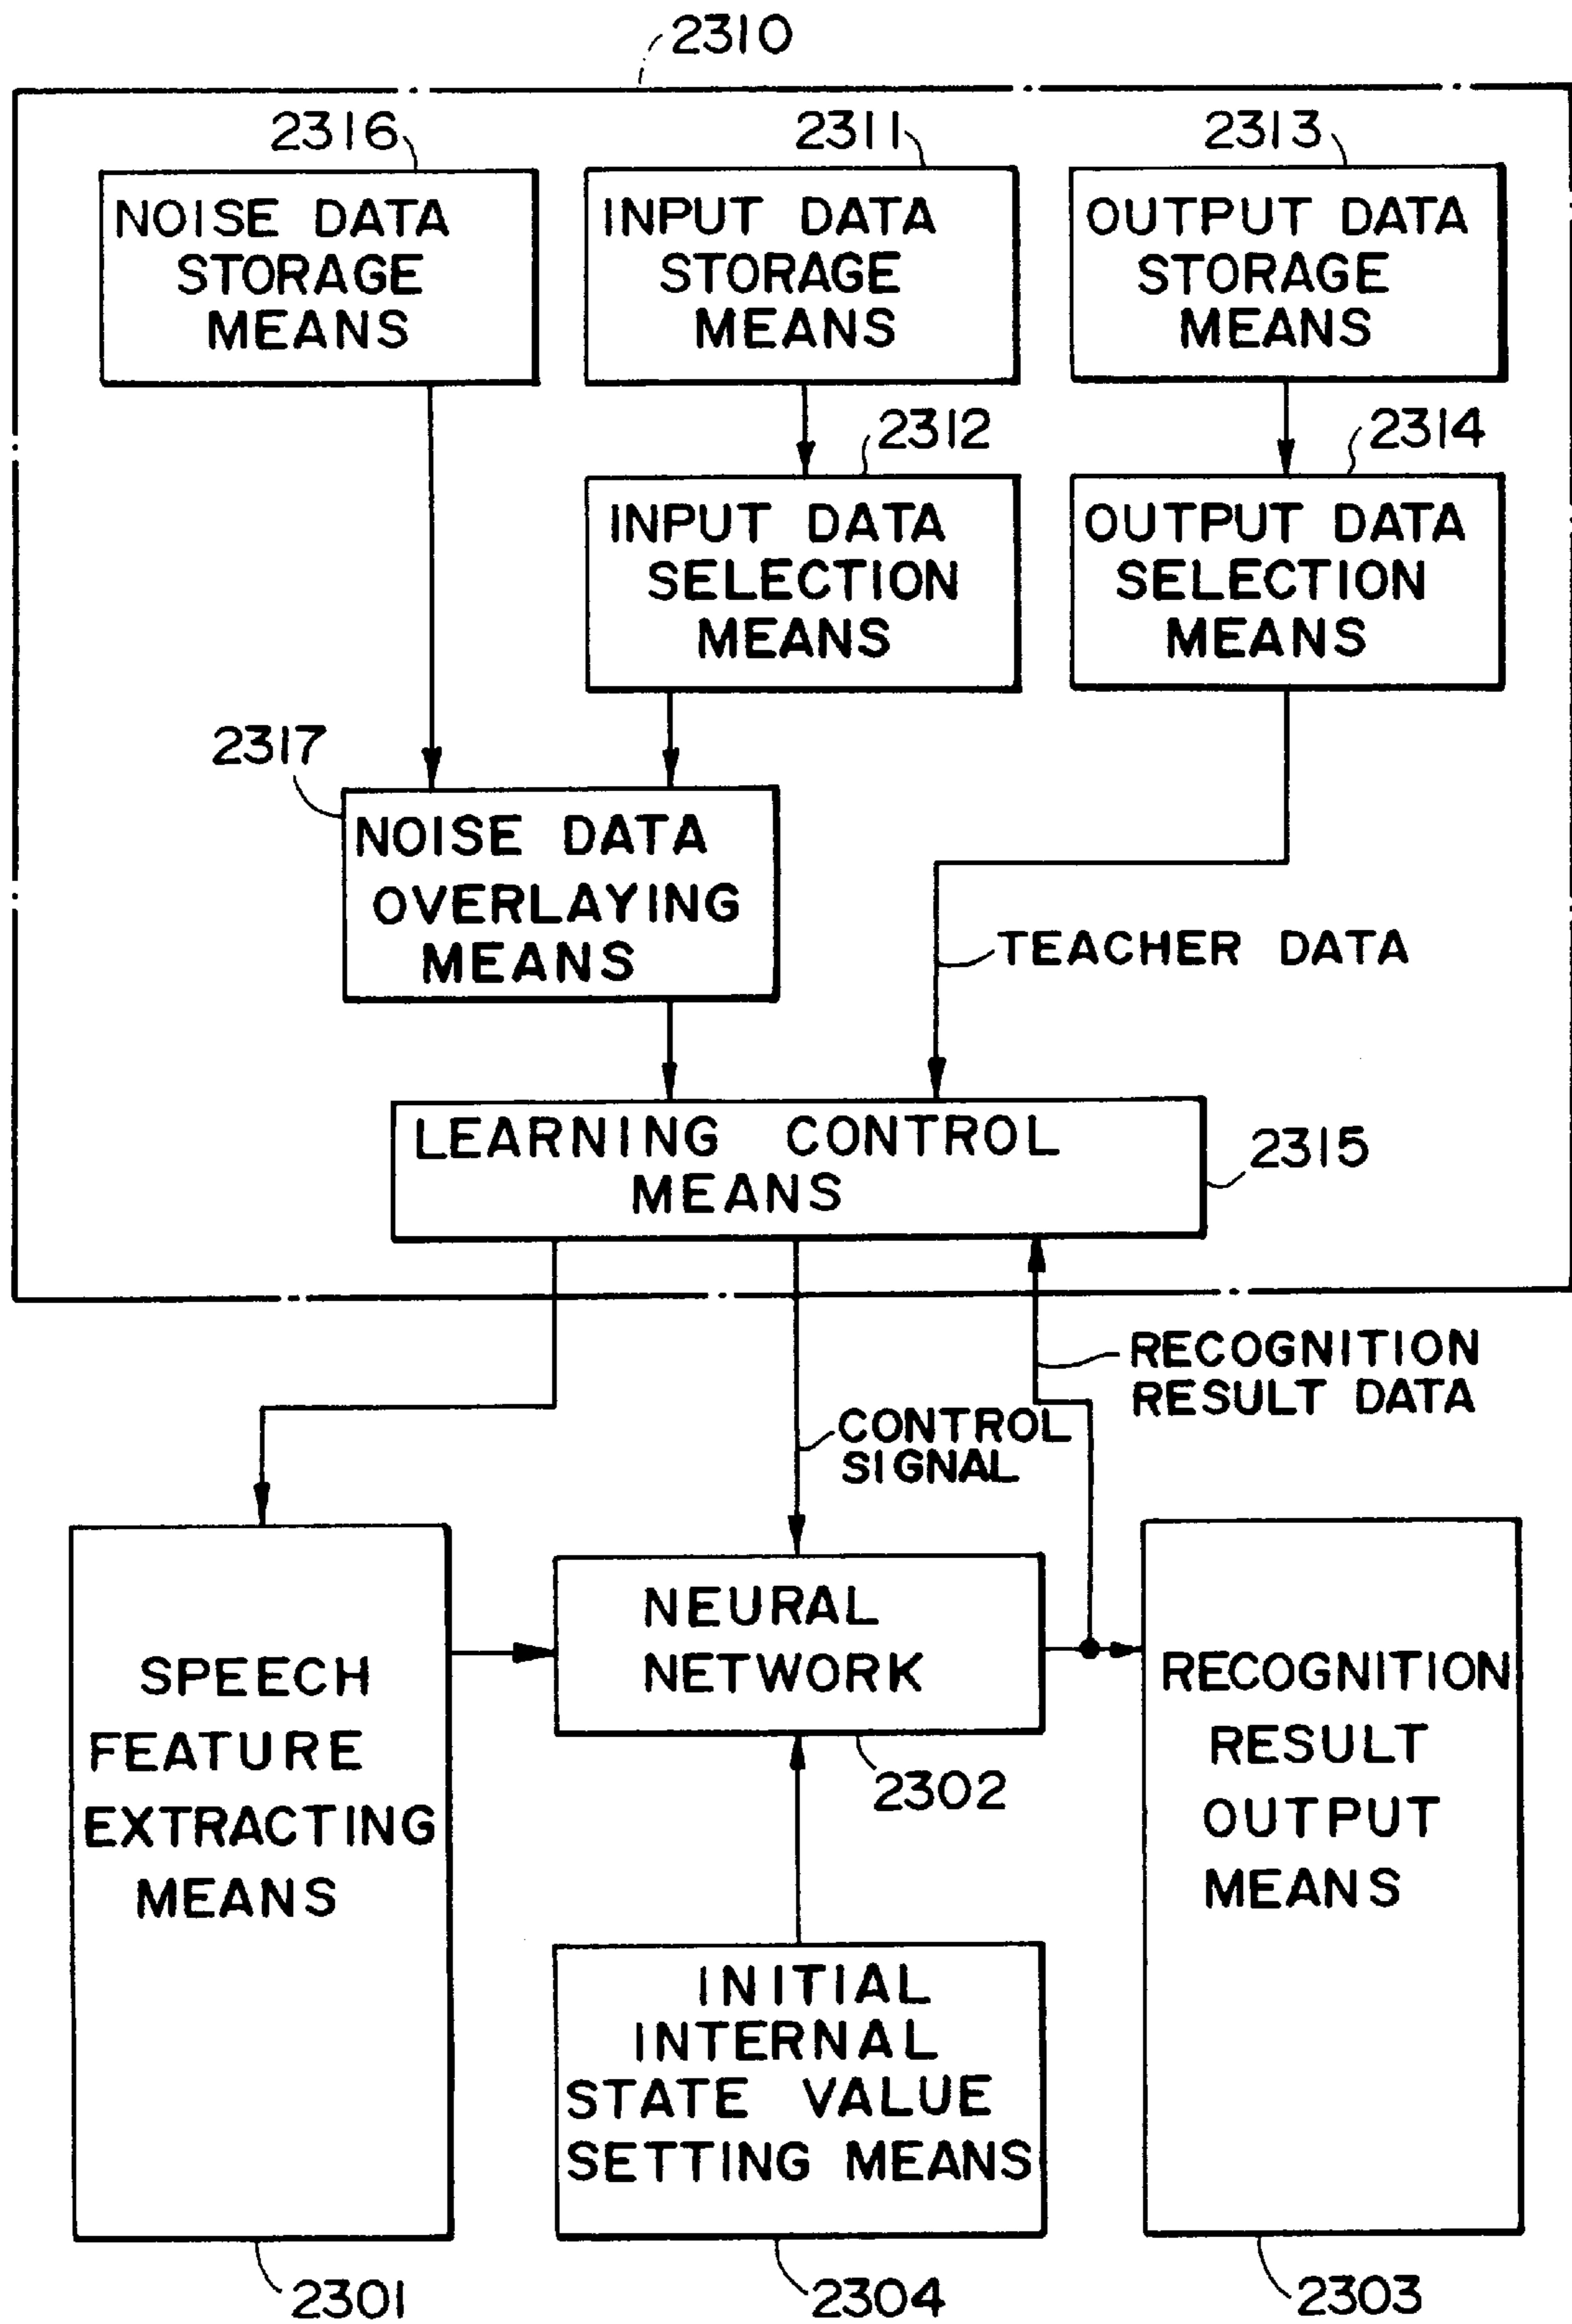 2310
2316
2311
2313
NOISE DATA
STORAGE
MEANS
INPUT DATA
STORAGE
MEANS
OUTPUT DATA
STORAGE
MEANS
2312
2314
INPUT DATA
SELECTION
MEANS
OUTPUT DATA
SELECTION
MEANS
2317
NOISE DATA
OVERLAYING
MEANS
TEACHER DATA
LEARNING CONTROL
MEANS
2315
RECOGNITION
RESULT DATA
CONTROL
SIGNAL
SPEECH
FEATURE
EXTRACTING
MEANS
NEURAL
NETWORK
2302
RECOGNITION
RESULT
OUTPUT
MEANS
INITIAL
INTERNAL
STATE VALUE
SETTING MEANS
2301
2304
2303